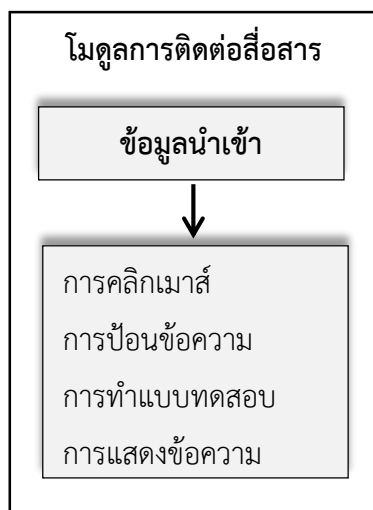 โมดูลการติดต่อสื่อสาร
ข้อมูลนำเข้า
การคลิกเมาส์
การป้อนข้อความ
การทำแบบทดสอบ
การแสดงข้อความ